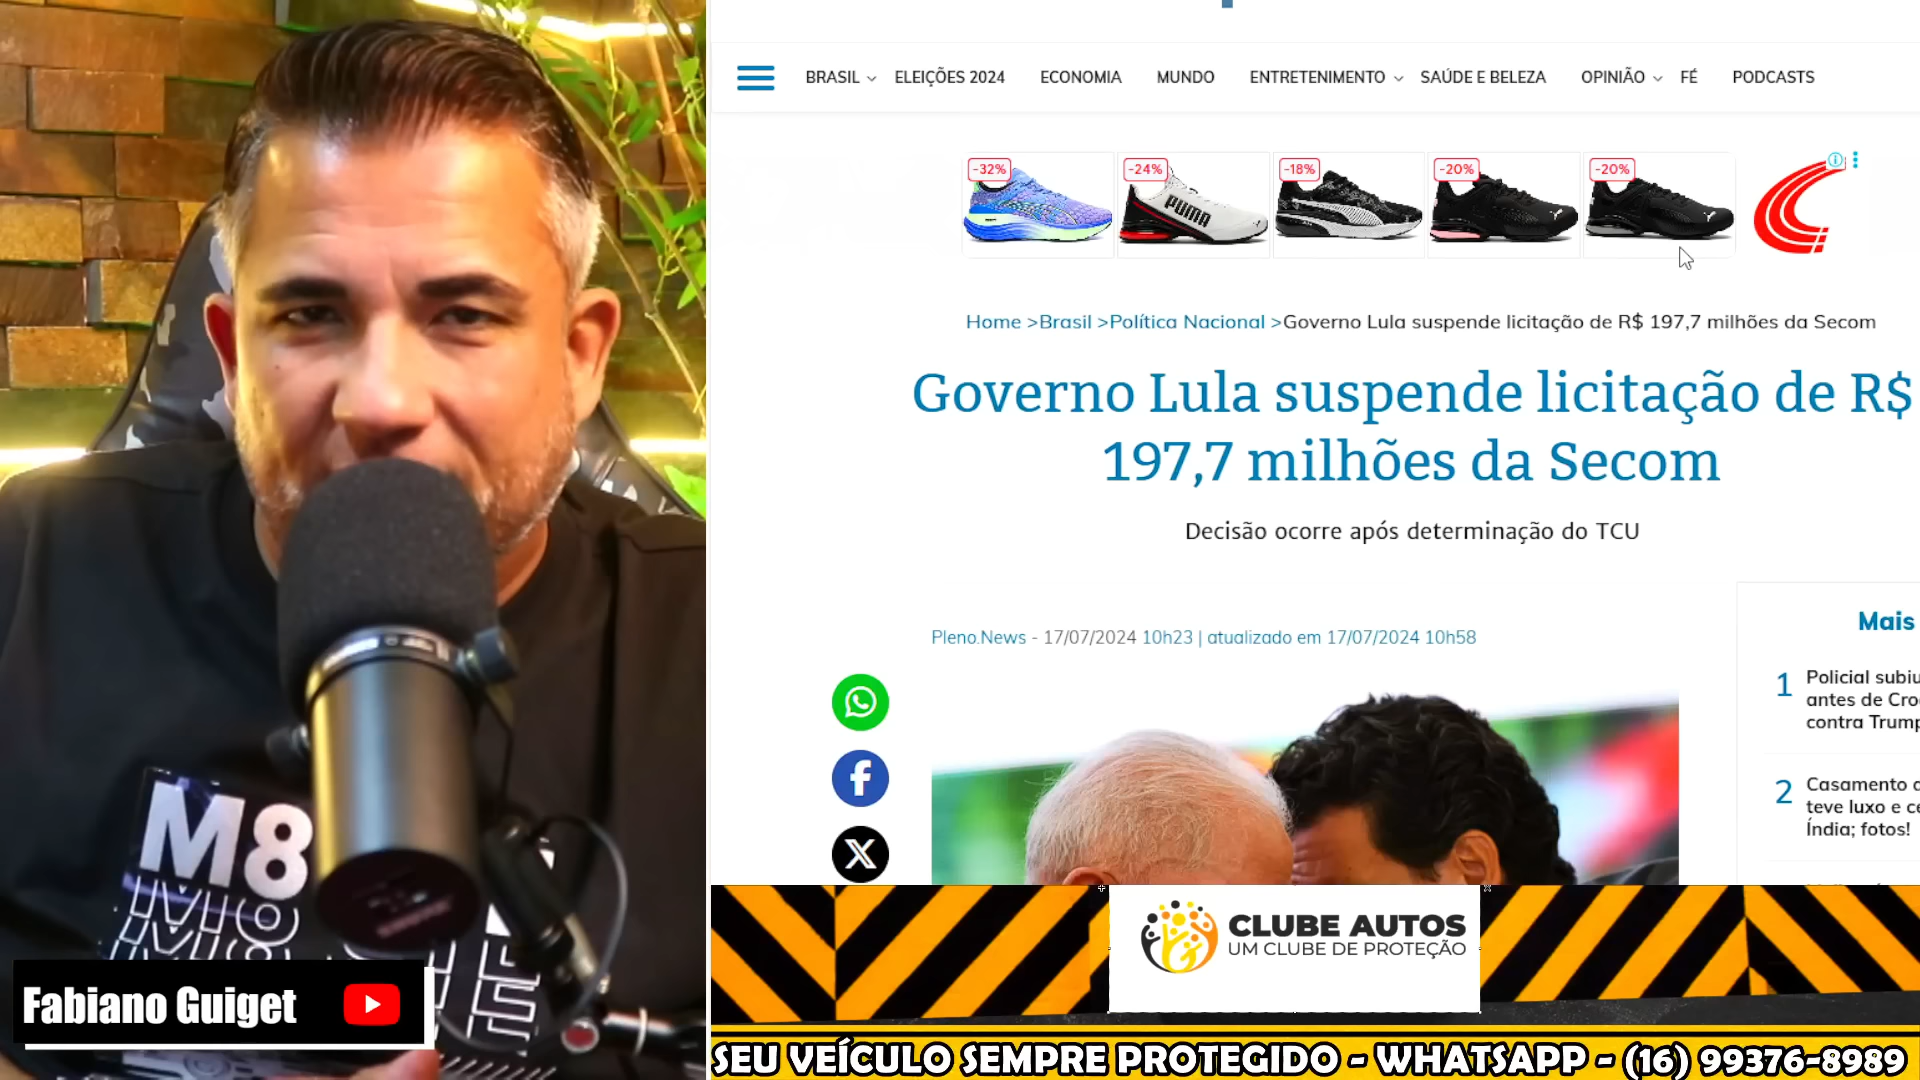 BRASIL
ELEIÇÕES 2024
ECONOMIA
MUNDO
ENTRETENIMENTO
SAÚDE E BELEZA
OPINIÃO
FÉ
PODCASTS
-32%
-24%
-18%
-20%
-20%
PUMA
Home >Brasil >Política Nacional >Governo Lula suspende licitação de R$ 197,7 milhões da Secom
Governo Lula suspende licitação de R$
197,7 milhões da Secom
Decisão ocorre após determinação do TCU
Pleno.News - 17/07/2024 10h23 | atualizado em 17/07/2024 10h58
Mais
1
Policial subiu
antes de Cro
contra Trump
2
Casamento
teve luxo e ce
Índia; fotos!
M8
Fabiano Guiget
CLUBE AUTOS
UM CLUBE DE PROTEÇÃO
SEU VEÍCULO SEMPRE PROTEGIDO - WHATSAPP - (16) 99376-8989